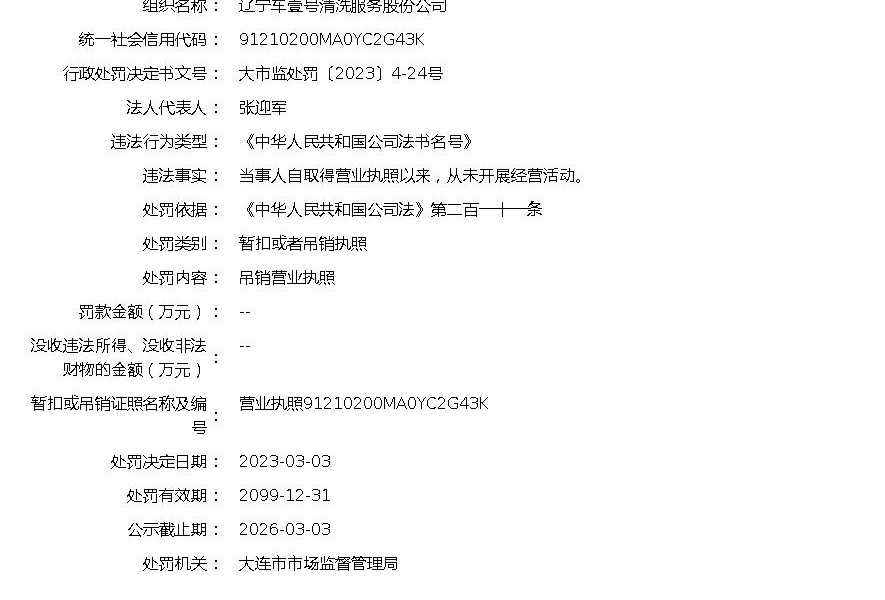 组织名称： 辽宁车壹号清洗服务股份公司
统一社会信用代码： 91210200MA0YC2G43K
行政处罚决定书文号： 大市监处罚〔2023〕4-24号
法人代表人： 张迎军
违法行为类型： 《中华人民共和国公司法书名号》
违法事实： 当事人自取得营业执照以来，从未开展经营活动。
处罚依据： 《中华人民共和国公司法》第二百一十一条
处罚类别： 暂扣或者吊销执照
处罚内容： 吊销营业执照
罚款金额（万元）： --
没收违法所得、没收非法
财物的金额（万元）： --
暂扣或吊销证照名称及编
号： 营业执照91210200MA0YC2G43K
处罚决定日期： 2023-03-03
处罚有效期： 2099-12-31
公示截止期： 2026-03-03
处罚机关： 大连市市场监督管理局